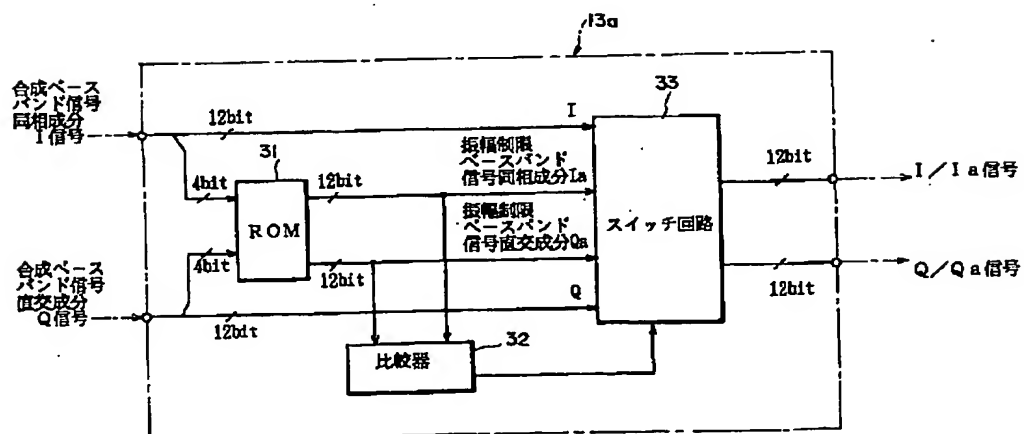 13a
合成ベース
バンド信号
同相成分
I信号
12bit
I
33
31
振幅制限
ベースバンド
信号同相成分Ia
4bit
12bit
ROM
スイッチ回路
12bit
I/Ia信号
振幅制限
ベースバンド
信号直交成分Qa
4bit
12bit
12bit
Q/Qa信号
合成ベース
バンド信号
直交成分
Q信号
Q
12bit
32
比較器